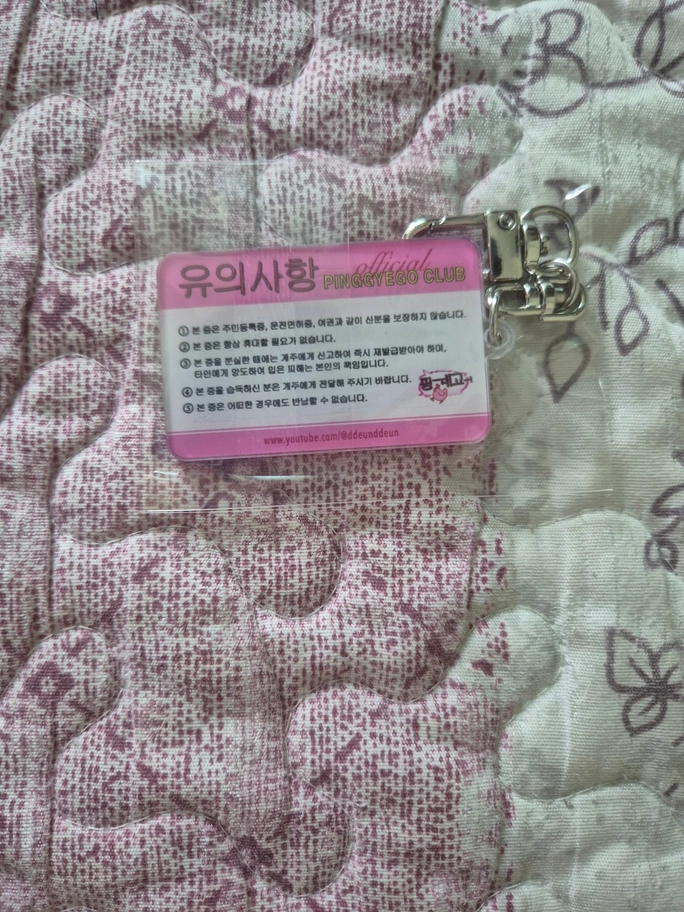 유의사항
official
PINGGYEGO CLUB
① 본 증은 주민등록증, 운전면허증, 여권과 같이 신분을 보장하지 않습니다.
② 본 증은 항상 휴대할 필요가 없습니다.
③ 본 증을 분실한 때에는 계주에게 신고하여 즉시 재발급받아야 하며,
타인에게 양도하여 입은 피해는 본인의 책임입니다.
④ 본 증을 습득하신 분은 계주에게 전달해 주시기 바랍니다.
핑계고
⑤ 본 증은 어떠한 경우에도 반납할 수 없습니다.
www.youtube.com/@ddeunddeun